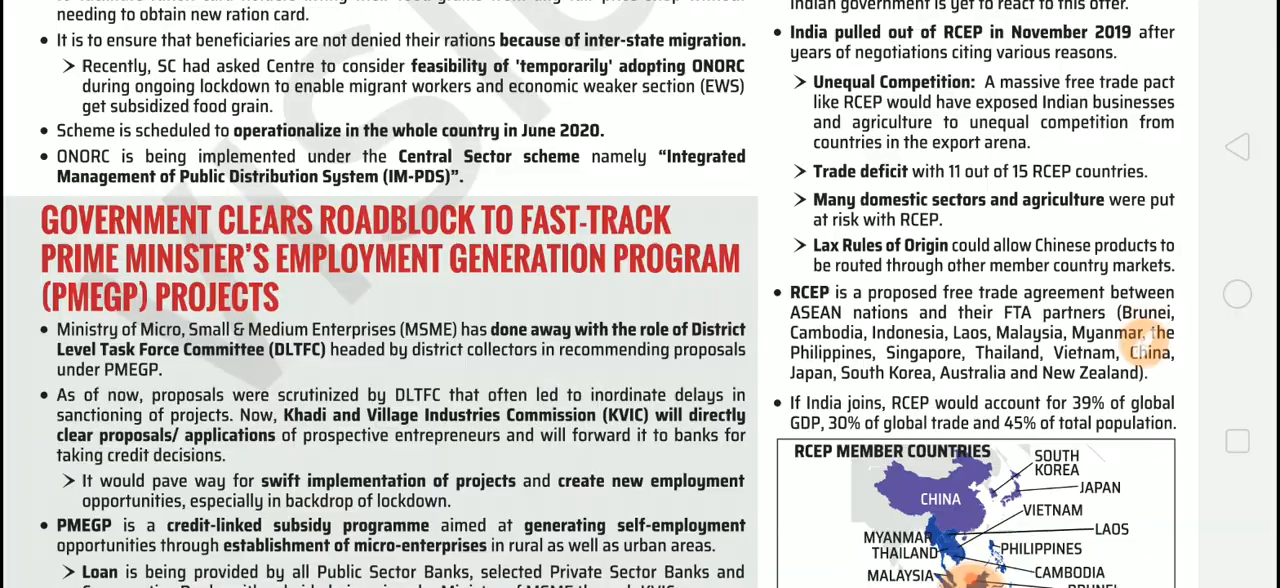 needing to obtain new ration card.
• It is to ensure that beneficiaries are not denied their rations because of inter-state migration.
➢ Recently, SC had asked Centre to consider feasibility of 'temporarily' adopting ONORC
during ongoing lockdown to enable migrant workers and economic weaker section (EWS)
get subsidized food grain.
• Scheme is scheduled to operationalize in the whole country in June 2020.
• ONORC is being implemented under the Central Sector scheme namely “Integrated
Management of Public Distribution System (IM-PDS)”.
GOVERNMENT CLEARS ROADBLOCK TO FAST-TRACK
PRIME MINISTER’S EMPLOYMENT GENERATION PROGRAM
(PMEGP) PROJECTS
• Ministry of Micro, Small & Medium Enterprises (MSME) has done away with the role of District
Level Task Force Committee (DLTFC) headed by district collectors in recommending proposals
under PMEGP.
• As of now, proposals were scrutinized by DLTFC that often led to inordinate delays in
sanctioning of projects. Now, Khadi and Village Industries Commission (KVIC) will directly
clear proposals/ applications of prospective entrepreneurs and will forward it to banks for
taking credit decisions.
➢ It would pave way for swift implementation of projects and create new employment
opportunities, especially in backdrop of lockdown.
• PMEGP is a credit-linked subsidy programme aimed at generating self-employment
opportunities through establishment of micro-enterprises in rural as well as urban areas.
➢ Loan is being provided by all Public Sector Banks, selected Private Sector Banks and
Indian government is yet to react to this offer.
• India pulled out of RCEP in November 2019 after
years of negotiations citing various reasons.
➢ Unequal Competition: A massive free trade pact
like RCEP would have exposed Indian businesses
and agriculture to unequal competition from
countries in the export arena.
➢ Trade deficit with 11 out of 15 RCEP countries.
➢ Many domestic sectors and agriculture were put
at risk with RCEP.
➢ Lax Rules of Origin could allow Chinese products to
be routed through other member country markets.
• RCEP is a proposed free trade agreement between
ASEAN nations and their FTA partners (Brunei,
Cambodia, Indonesia, Laos, Malaysia, Myanmar, the
Philippines, Singapore, Thailand, Vietnam, China,
Japan, South Korea, Australia and New Zealand).
• If India joins, RCEP would account for 39% of global
GDP, 30% of global trade and 45% of total population.
RCEP MEMBER COUNTRIES
SOUTH
KOREA
JAPAN
CHINA
VIETNAM
LAOS
MYANMAR
THAILAND
PHILIPPINES
CAMBODIA
MALAYSIA